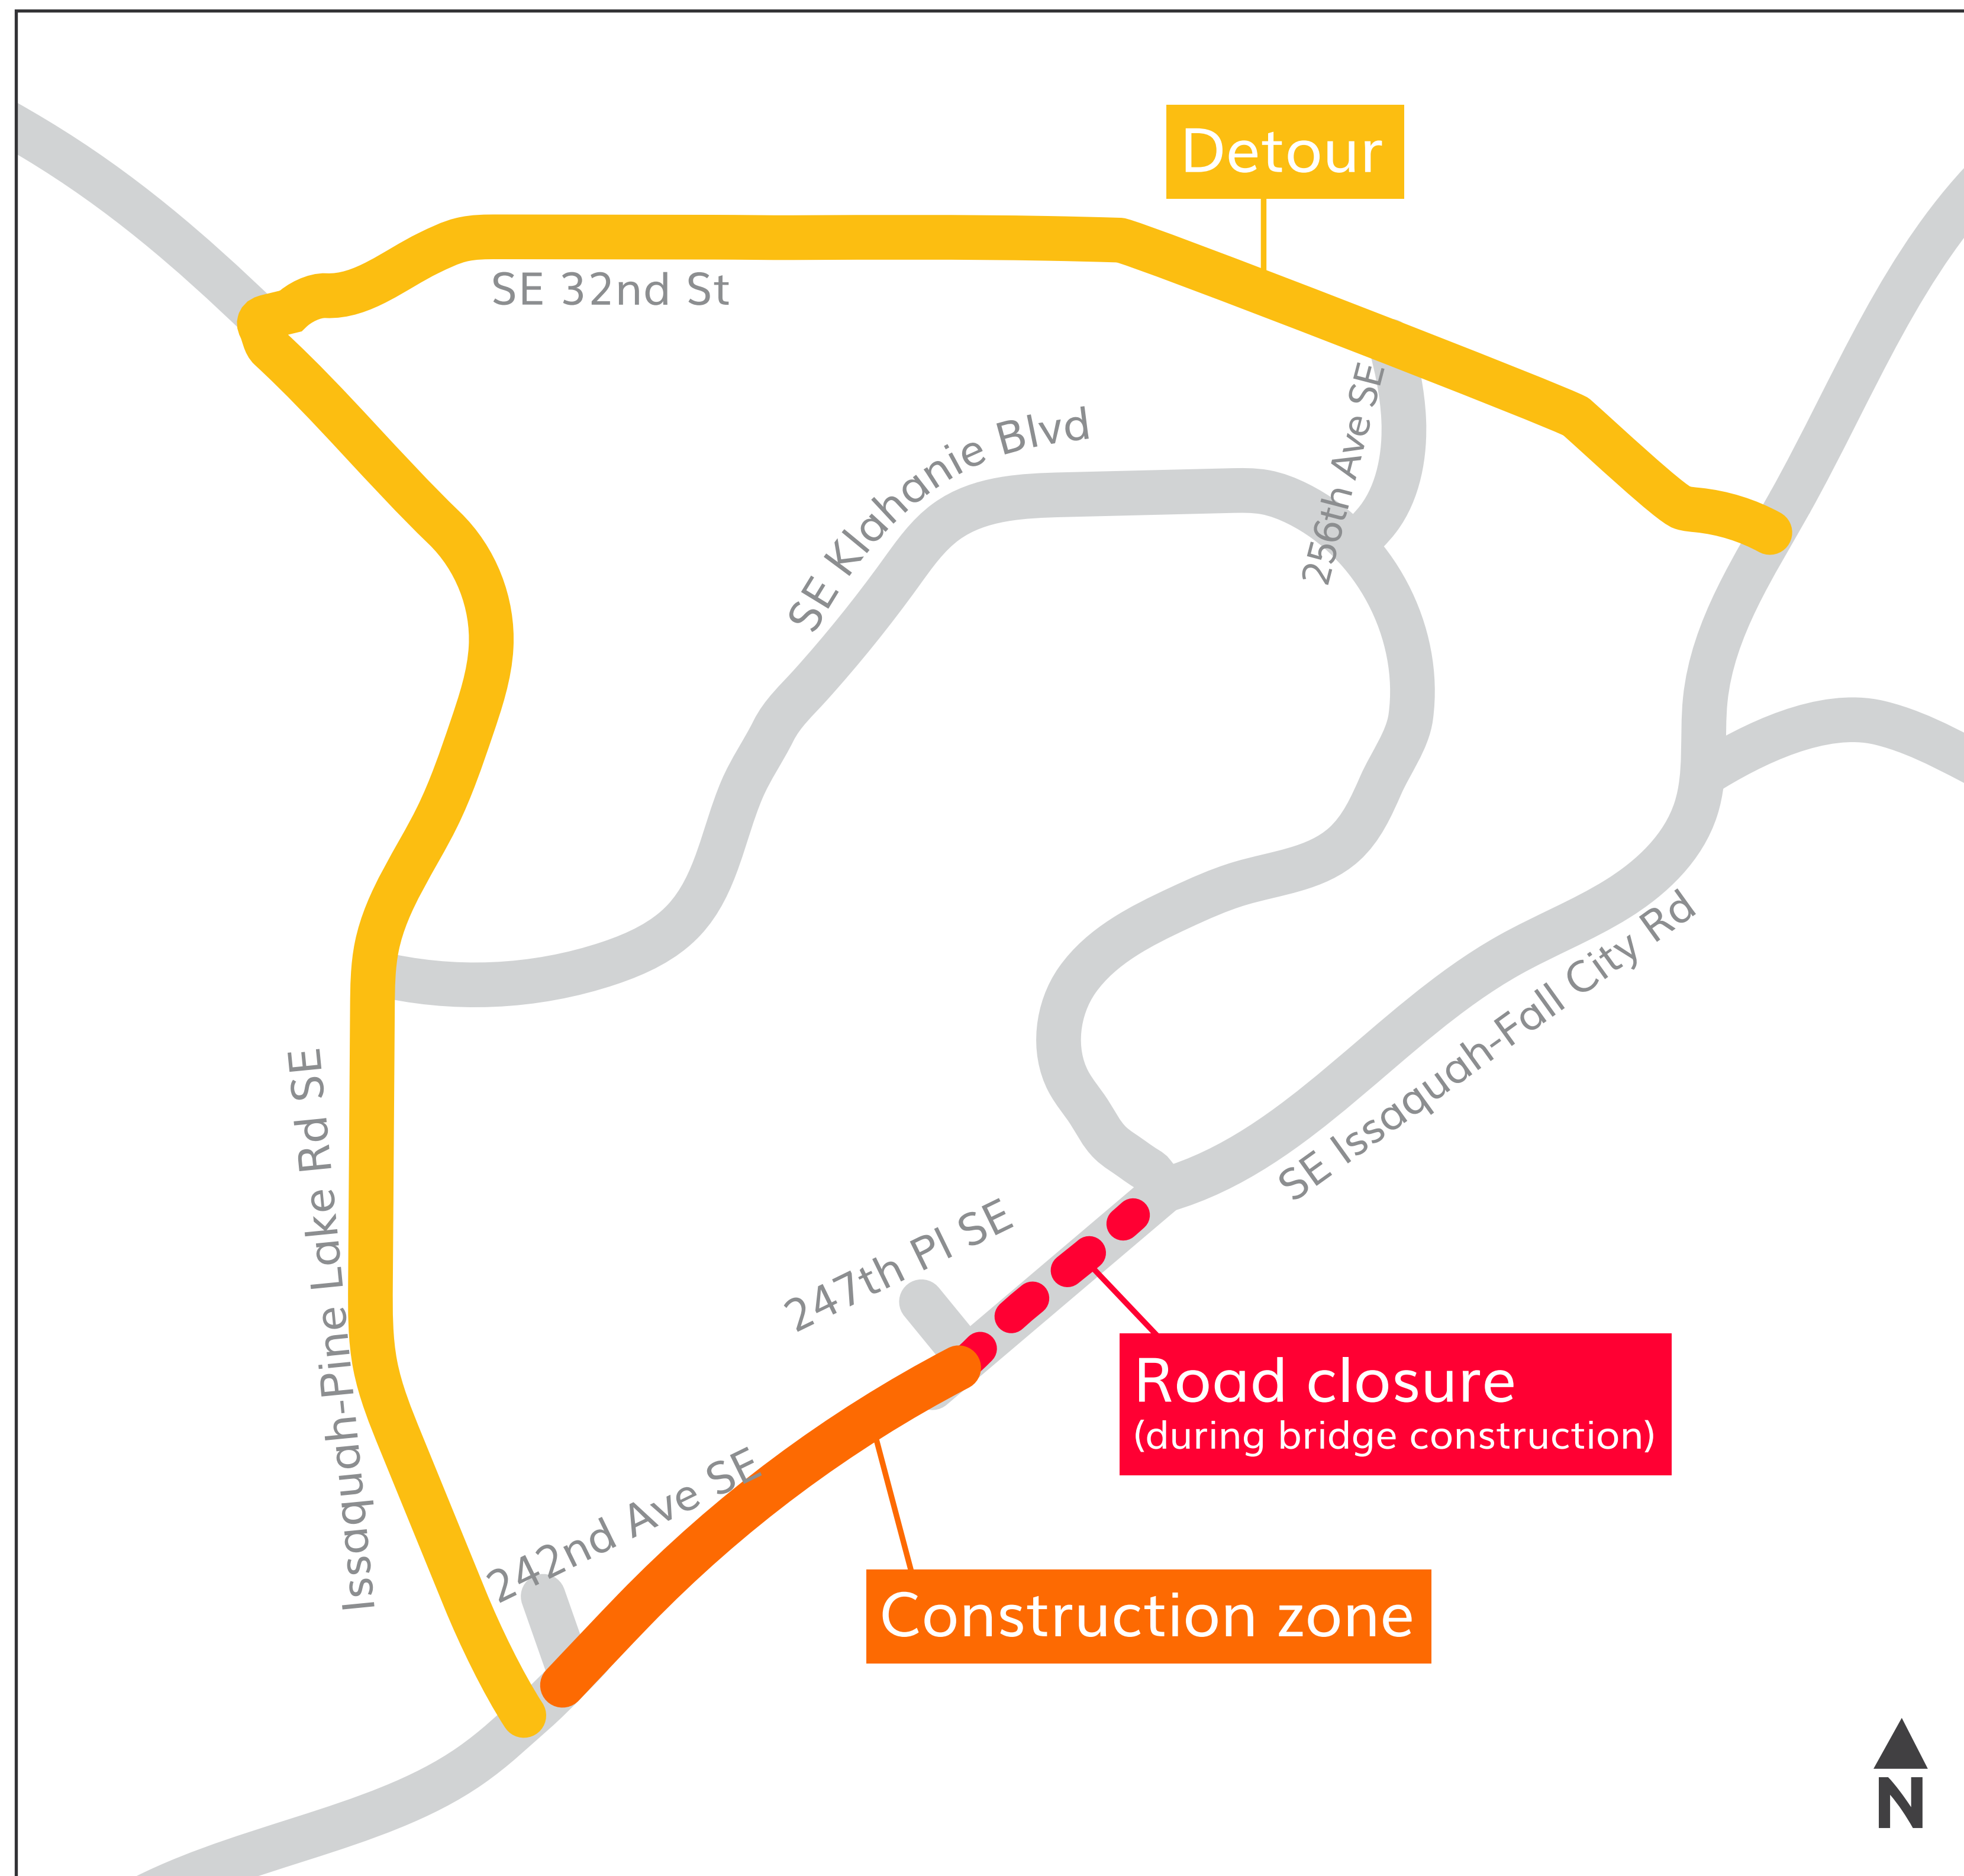 Detour
SE 32nd St
256th Ave SE
SE Klahanie Blvd
SE Issaquah-Fall City Rd
Issaquah-Pine Lake Rd SE
247th Pl SE
Road closure
(during bridge construction)
242nd Ave SE
Construction zone
N